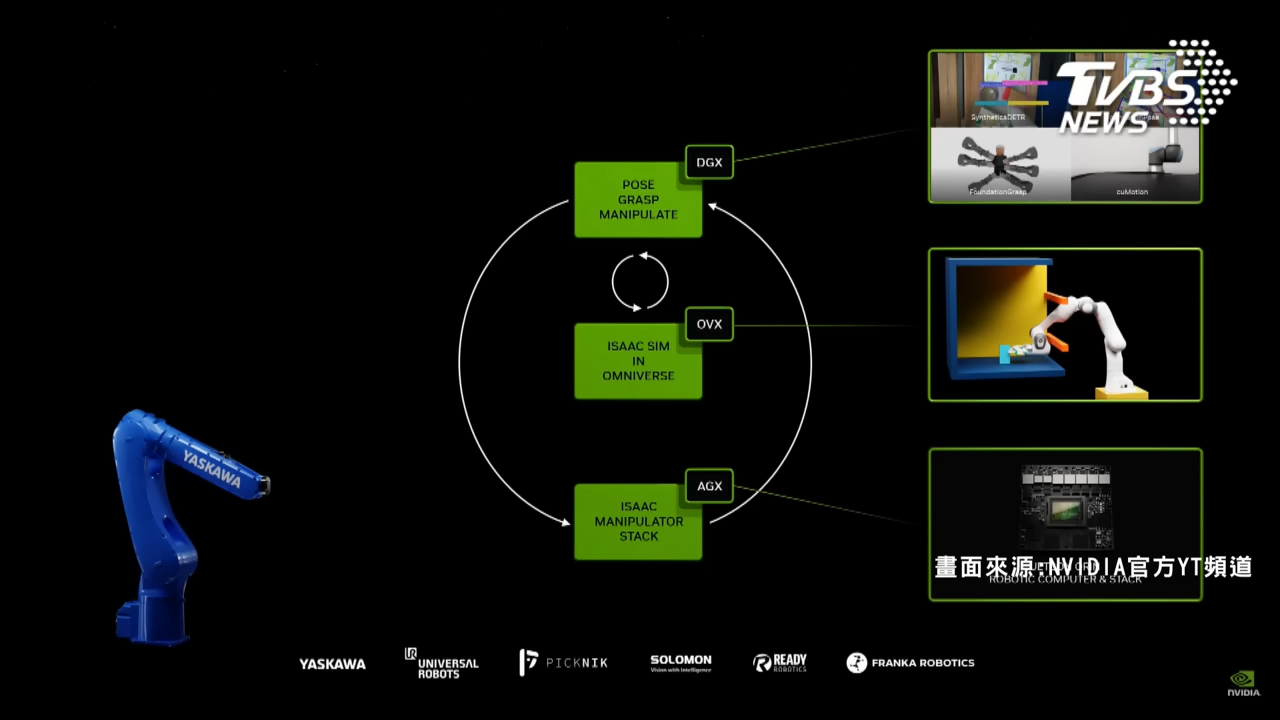 TVBS
NEWS
SyntheticaDETR
FoundationGrasp
cuMotion
DGX
POSE
GRASP
MANIPULATE
OVX
ISAAC SIM
IN
OMNIVERSE
AGX
ISAAC
MANIPULATOR
STACK
YASKAWA
畫面來源:NVIDIA官方YT頻道
ROBOTIC COMPUTER & STACK
YASKAWA
UR
UNIVERSAL
ROBOTS
PICKNIK
SOLOMON
Vision with Intelligence
READY
ROBOTICS
FRANKA ROBOTICS
NVIDIA